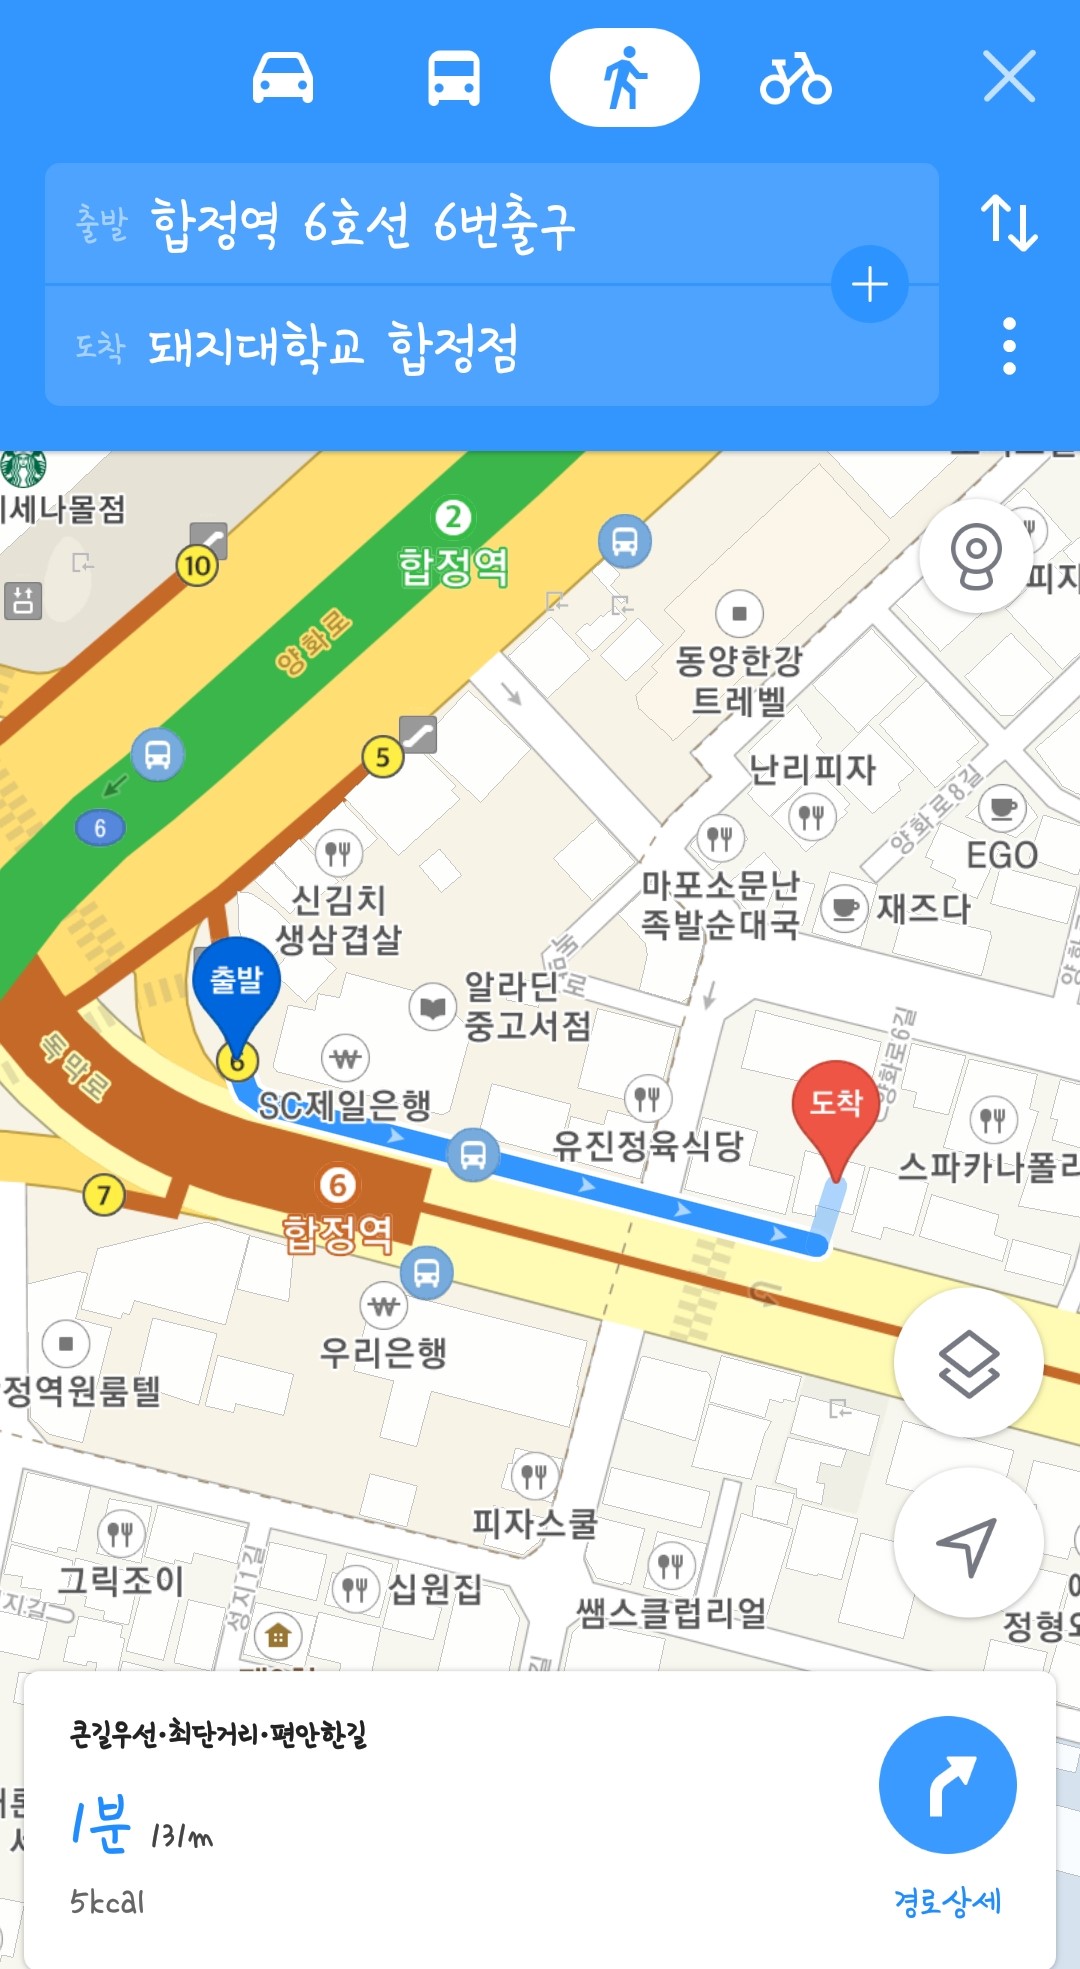 출발 합정역 6호선 6번출구
도착 돼지대학교 합정점
세나몰점
2
합정역
10
양화로
피자
동양한강
트레벨
5
난리피자
6
양화로8길
EGO
신김치
생삼겹살
마포소문난
족발순대국
재즈다
출발
알라딘
중고서점
6
독막로
SC제일은행
양화로6길
도착
유진정육식당
스파카나폴리
7
6
합정역
우리은행
정역원룸텔
피자스쿨
그릭조이
성지1길
십원집
쌤스클럽리얼
지길
길
정형외
큰길우선·최단거리·편안한길
1분 131m
5kcal
경로상세